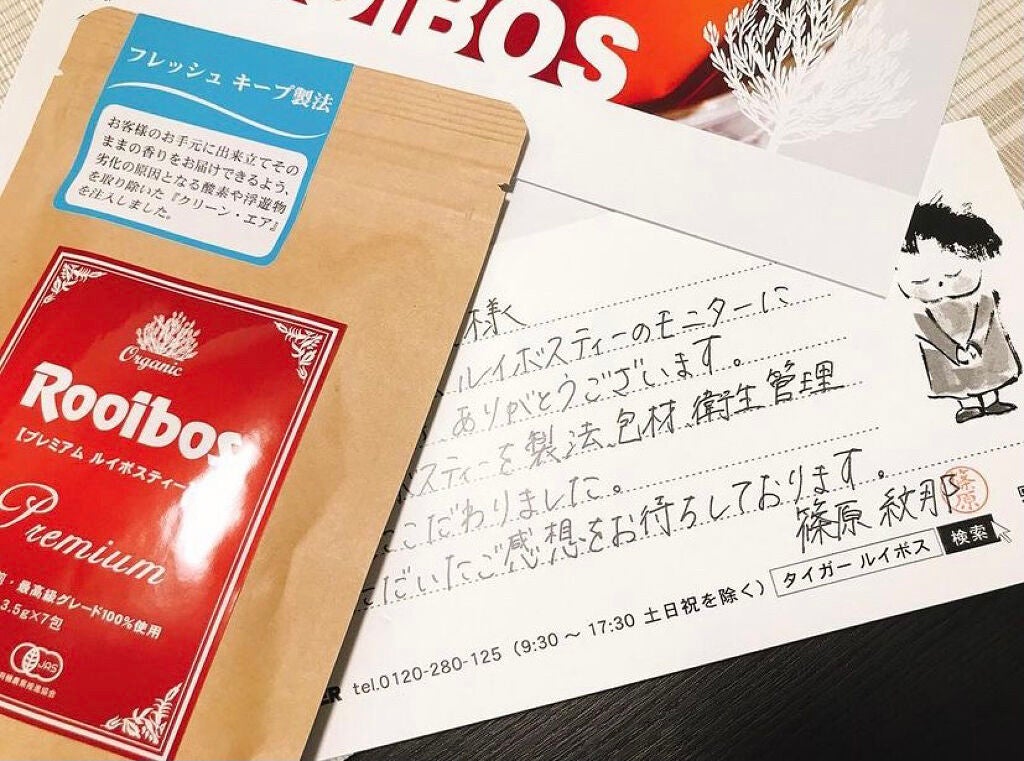 ROOIBOS
フレッシュ キープ製法
お客様のお手元に出来立てその
ままの香りをお届けできるよう、
劣化の原因となる酸素や浮遊物
を取り除いた『クリーン・エア』
を注入しました。
Organic
Rooibos
【プレミアム ルイボスティー
Premium
・最高級グレード100%使用
3.5g×7包
JAS
様
ルイボスティーのモニターに
ありがとうございます。
ボスティーを製法、包材、衛生管理
こだわりました。
だいたご感想をお待ちしております。
篠原 紋那
篠原
タイガー ルイボス 検索
ER tel.0120-280-125（9:30 ～ 17:30 土日祝を除く）